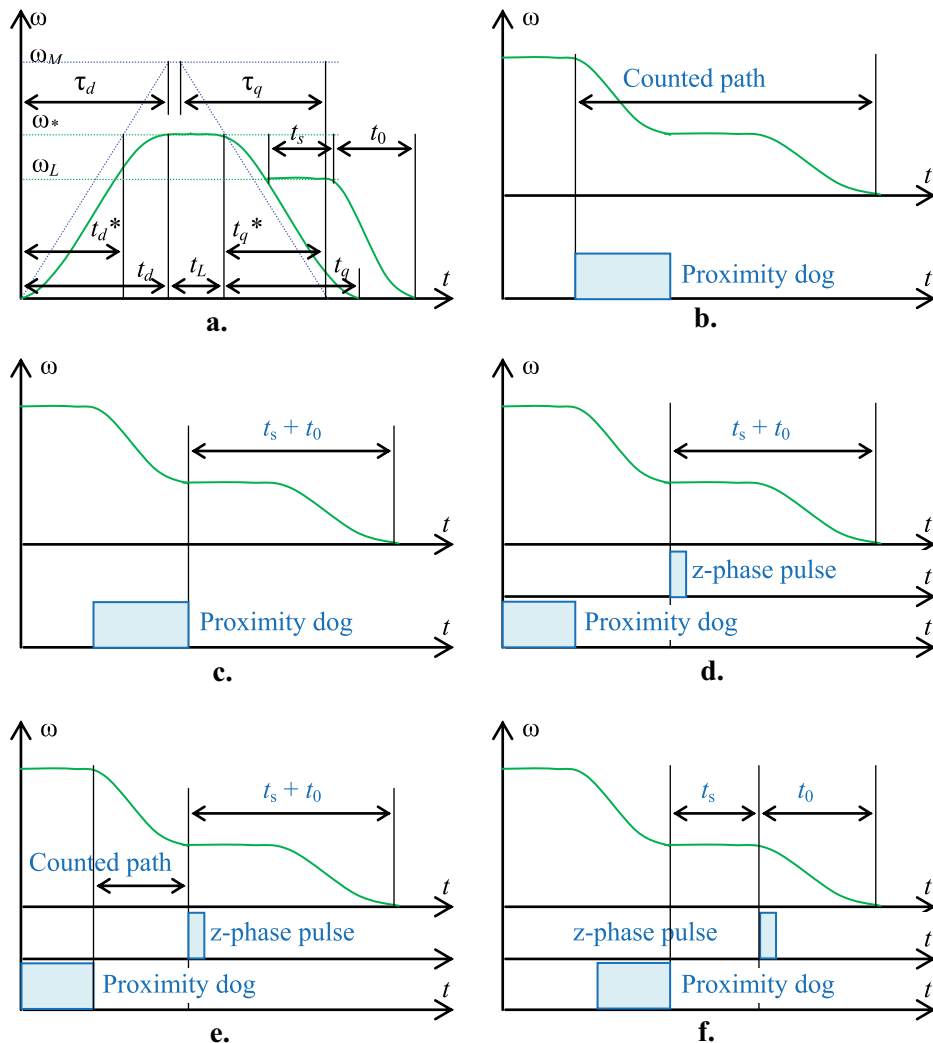 ω
ω_M
τ_d
τ_q
ω*
t_s
t_0
ω_L
t_d*
t_q*
t_d
t_L
t_q
t
a.
ω
Counted path
t
Proximity dog
t
b.
ω
t_s + t_0
t
Proximity dog
t
c.
ω
t_s + t_0
t
z-phase pulse
t
Proximity dog
t
d.
ω
t_s + t_0
Counted path
t
z-phase pulse
t
Proximity dog
t
e.
ω
t_s
t_0
t
z-phase pulse
t
Proximity dog
t
f.